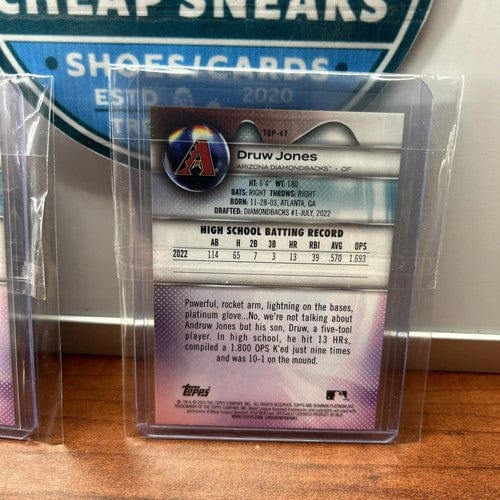 CHEAP SNEAKS
SHOES/CARDS
ESTD 2020
TOP-47
Druw Jones
ARIZONA DIAMONDBACKS™ - OF
HT: 6'4" WT: 180
BATS: RIGHT THROWS: RIGHT
BORN: 11-28-03, ATLANTA, GA
DRAFTED: DIAMONDBACKS #1-JULY, 2022
HIGH SCHOOL BATTING RECORD
AB H 2B 3B HR RBI AVG OPS
2022 114 65 7 3 13 39 .570 1.693
Powerful, rocket arm, lightning on the bases,
platinum glove...No, we're not talking about
Andruw Jones but his son, Druw, a five-tool
player. In high school, he hit 13 HRs,
compiled a 1.800 OPS K'ed just nine times
and was 10-1 on the mound.
Topps